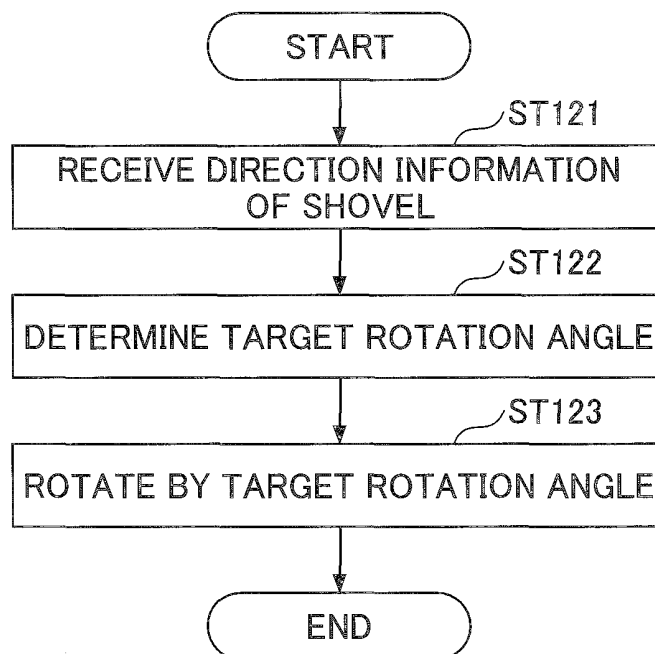 START
ST121
RECEIVE DIRECTION INFORMATION
OF SHOVEL
ST122
DETERMINE TARGET ROTATION ANGLE
ST123
ROTATE BY TARGET ROTATION ANGLE
END